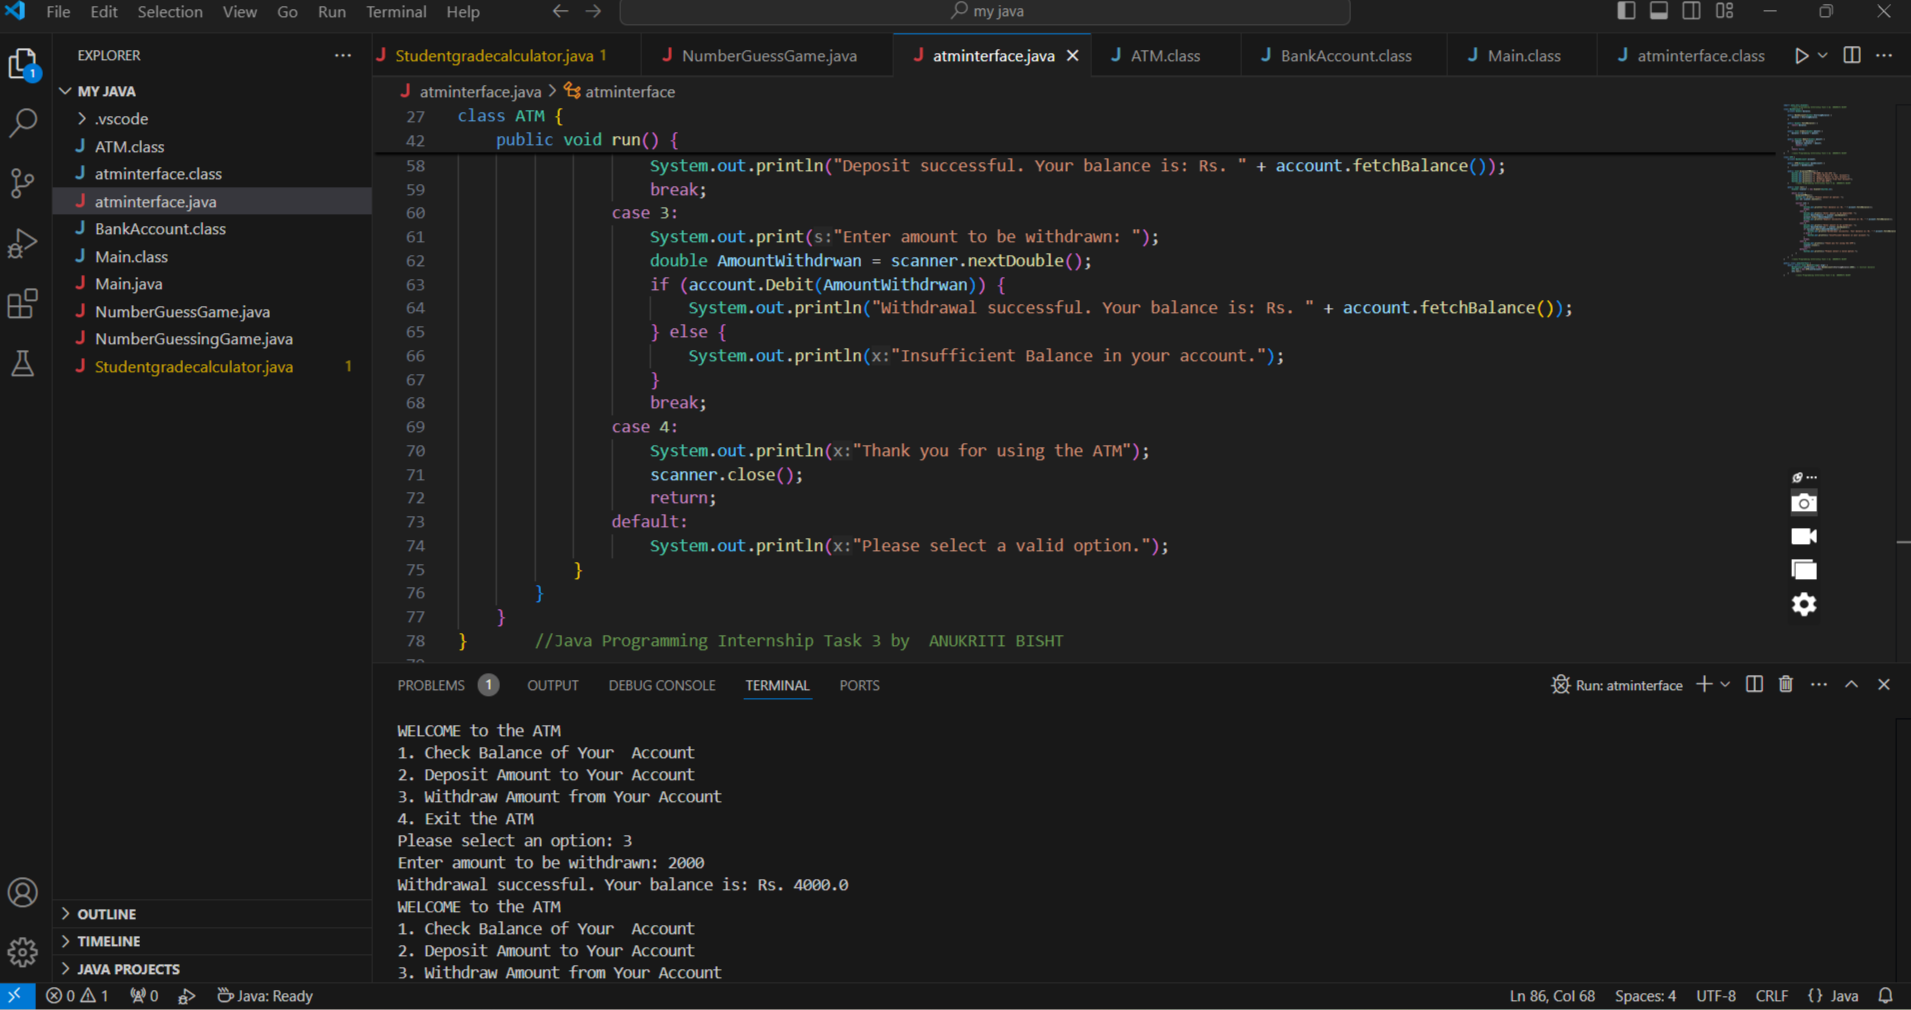 File Edit Selection View Go Run Terminal Help
my java
EXPLORER
Studentgradecalculator.java 1
NumberGuessGame.java
atminterface.java
ATM.class
BankAccount.class
Main.class
atminterface.class
1
MY JAVA
.vscode
ATM.class
atminterface.class
atminterface.java
BankAccount.class
Main.class
Main.java
NumberGuessGame.java
NumberGuessingGame.java
Studentgradecalculator.java 1
OUTLINE
TIMELINE
JAVA PROJECTS
atminterface.java > atminterface
27 class ATM {
42 public void run() {
58 System.out.println("Deposit successful. Your balance is: Rs. " + account.fetchBalance());
59 break;
60 case 3:
61 System.out.print(s:"Enter amount to be withdrawn: ");
62 double AmountWithdrwan = scanner.nextDouble();
63 if (account.Debit(AmountWithdrwan)) {
64 System.out.println("Withdrawal successful. Your balance is: Rs. " + account.fetchBalance());
65 } else {
66 System.out.println(x:"Insufficient Balance in your account.");
67 }
68 break;
69 case 4:
70 System.out.println(x:"Thank you for using the ATM");
71 scanner.close();
72 return;
73 default:
74 System.out.println(x:"Please select a valid option.");
75 }
76 }
77 }
78 } //Java Programming Internship Task 3 by  ANUKRITI BISHT
PROBLEMS 1 OUTPUT DEBUG CONSOLE TERMINAL PORTS
Run: atminterface
WELCOME to the ATM
1. Check Balance of Your  Account
2. Deposit Amount to Your Account
3. Withdraw Amount from Your Account
4. Exit the ATM
Please select an option: 3
Enter amount to be withdrawn: 2000
Withdrawal successful. Your balance is: Rs. 4000.0
WELCOME to the ATM
1. Check Balance of Your  Account
2. Deposit Amount to Your Account
3. Withdraw Amount from Your Account
0 1 0 Java: Ready
Ln 86, Col 68 Spaces: 4 UTF-8 CRLF {} Java